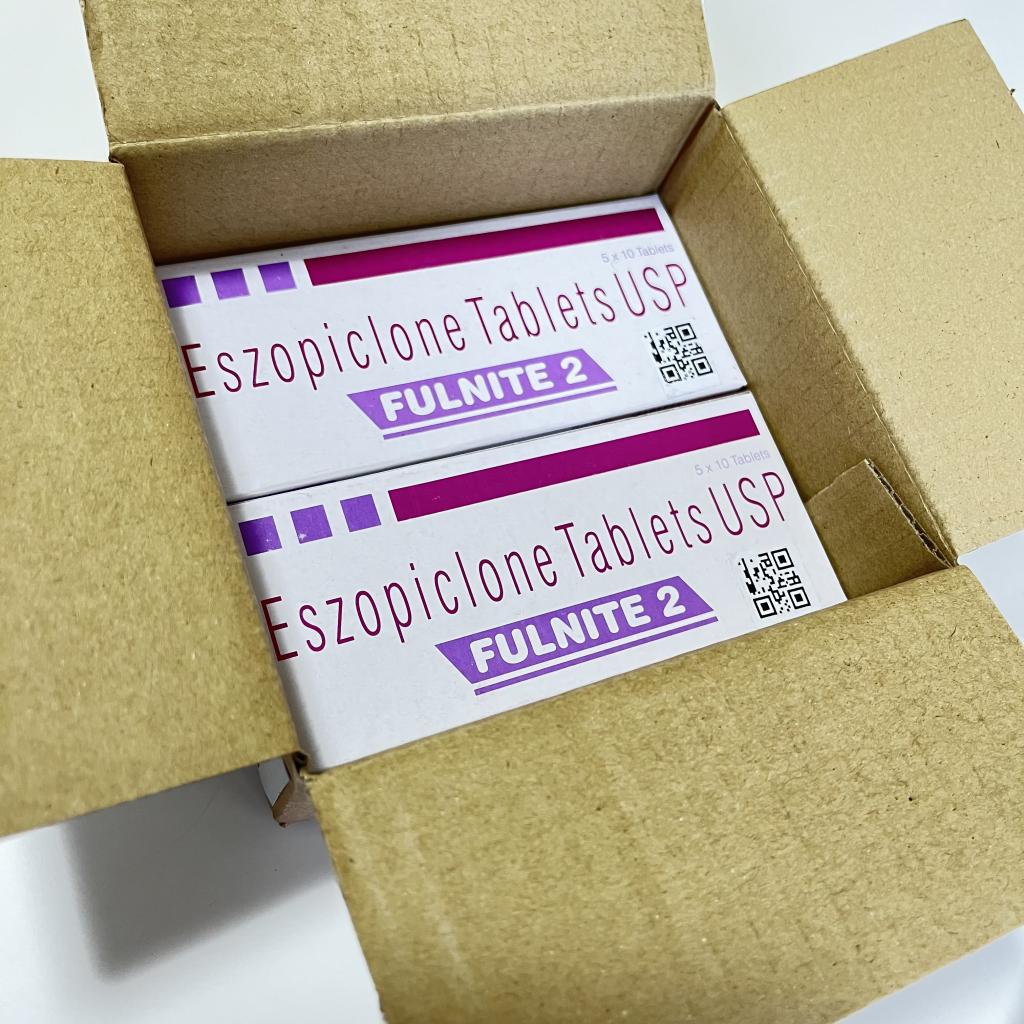 5 x 10 Tablets
Eszopiclone Tablets USP
FULNITE 2
5 x 10 Tablets
Eszopiclone Tablets USP
FULNITE 2